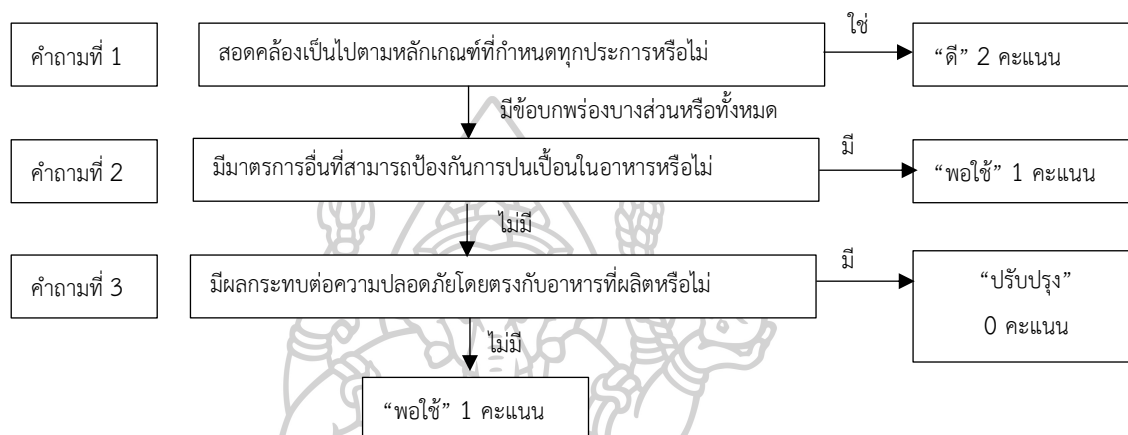 ใช่
คำถามที่ 1
สอดคล้องเป็นไปตามหลักเกณฑ์ที่กำหนดทุกประการหรือไม่
“ดี” 2 คะแนน
มีข้อบกพร่องบางส่วนหรือทั้งหมด
คำถามที่ 2
มีมาตรการอื่นที่สามารถป้องกันการปนเปื้อนในอาหารหรือไม่
มี
“พอใช้” 1 คะแนน
ไม่มี
คำถามที่ 3
มีผลกระทบต่อความปลอดภัยโดยตรงกับอาหารที่ผลิตหรือไม่
มี
“ปรับปรุง”
0 คะแนน
ไม่มี
“พอใช้” 1 คะแนน